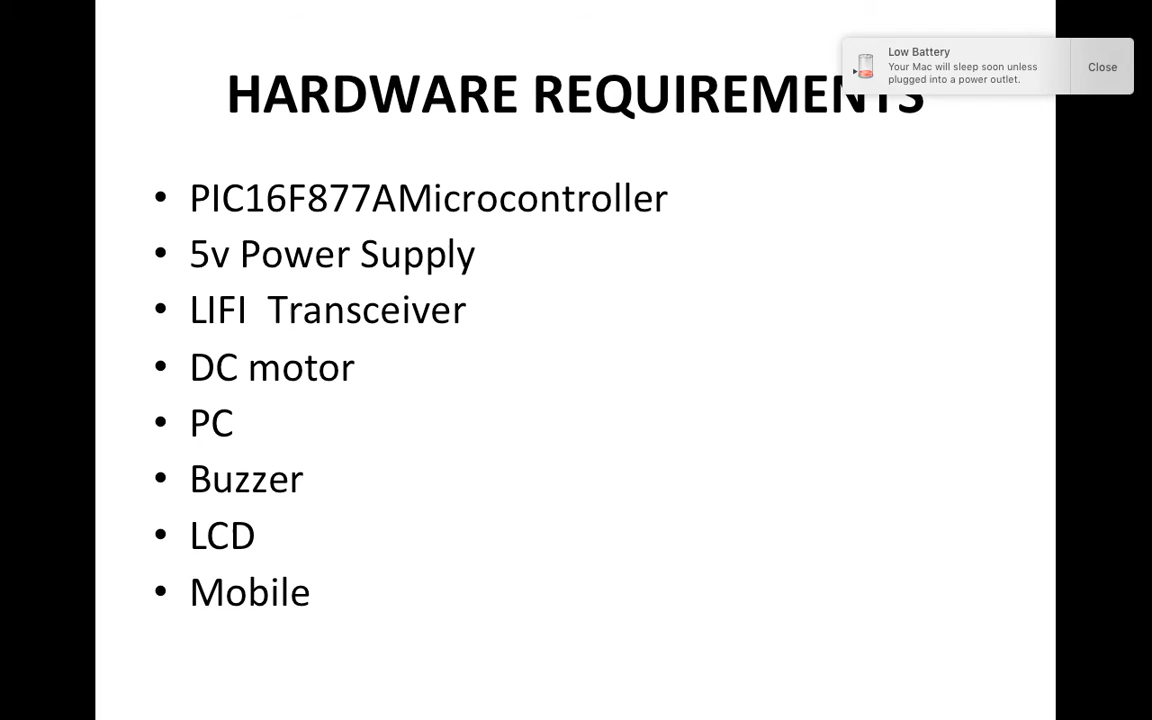 Low Battery
Your Mac will sleep soon unless
plugged into a power outlet.
Close
HARDWARE REQUIREMENTS
• PIC16F877AMicrocontroller
• 5v Power Supply
• LIFI  Transceiver
• DC motor
• PC
• Buzzer
• LCD
• Mobile